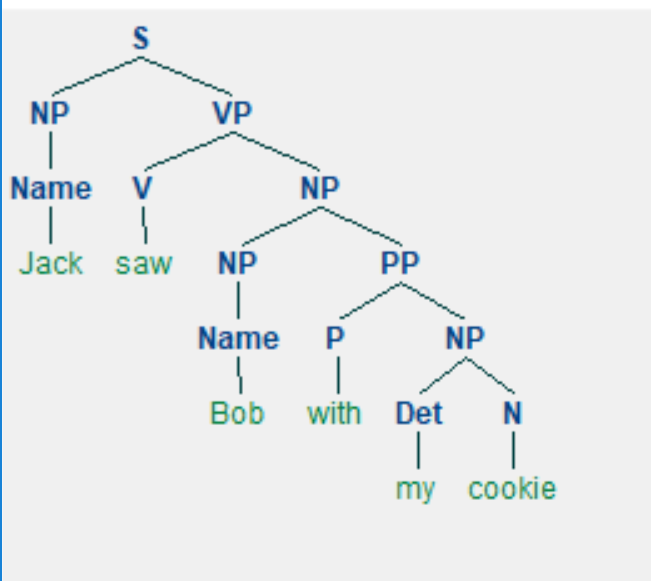 S
NP VP
Name V NP
Jack saw NP PP
Name P NP
Bob with Det N
my cookie